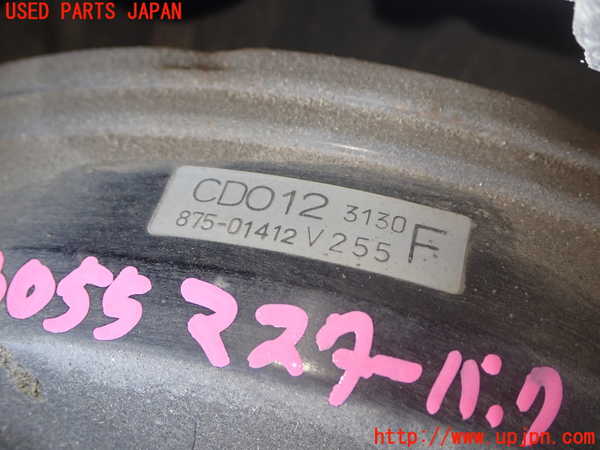 USED PARTS JAPAN
CD012 3130
875-01412 V255 F
3055 マスターバック
http://www.upjpn.com